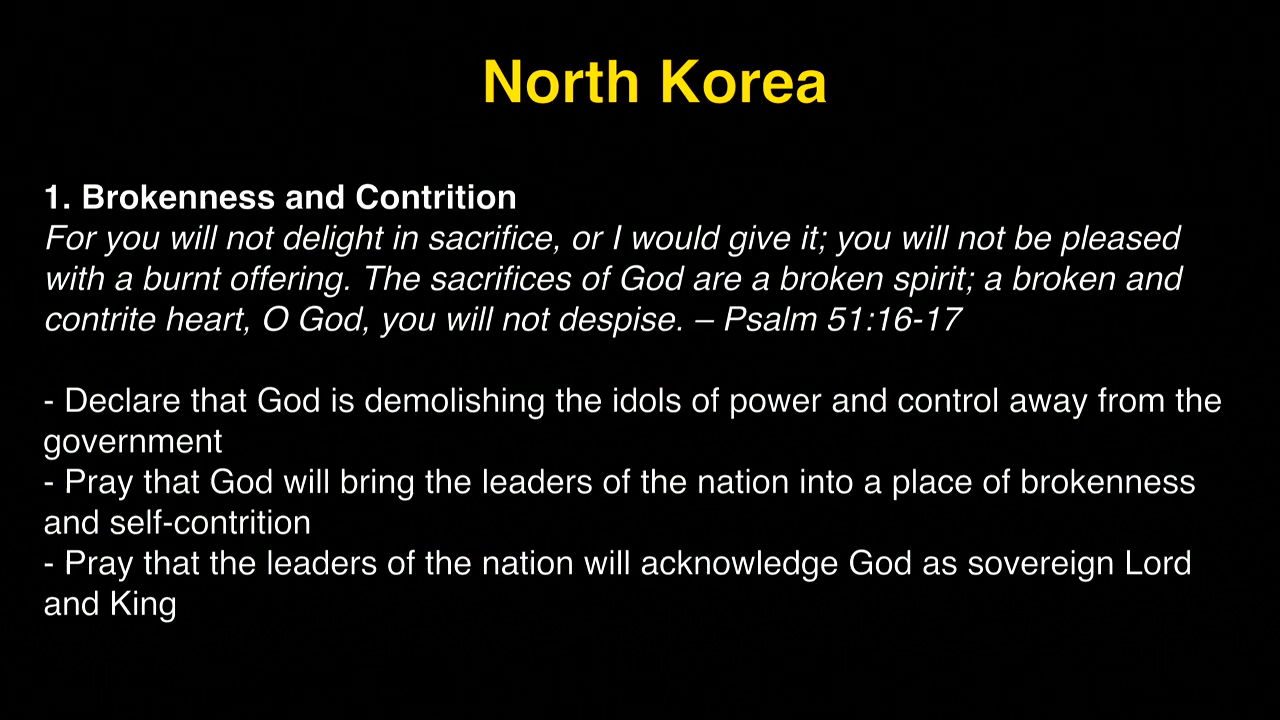 North Korea
1. Brokenness and Contrition
For you will not delight in sacrifice, or I would give it; you will not be pleased
with a burnt offering. The sacrifices of God are a broken spirit; a broken and
contrite heart, O God, you will not despise. – Psalm 51:16-17
- Declare that God is demolishing the idols of power and control away from the
government
- Pray that God will bring the leaders of the nation into a place of brokenness
and self-contrition
- Pray that the leaders of the nation will acknowledge God as sovereign Lord
and King